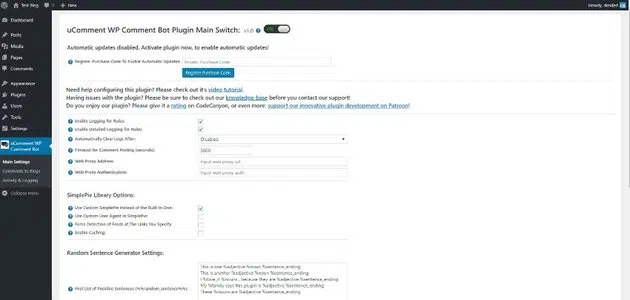 Test Blog
0
+ New
Howdy,
Dashboard
Posts
Media
Pages
Comments
Appearance
Plugins
Users
Tools
Settings
uComment WP Comment Bot
Main Settings
Comments to Blogs
Activity & Logging
Collapse menu
uComment WP Comment Bot Plugin Main Switch: v1.0 ON
Automatic updates disabled. Activate plugin now, to enable automatic updates!
Register Purchase Code To Enable Automatic Updates:
Register Purchase Code
Need help configuring this plugin? Please check out it's video tutorial.
Having issues with the plugin? Please be sure to check out our knowledge-base before you contact our support!
Do you enjoy our plugin? Please give it a rating on CodeCanyon, or even more: support our innovative plugin development on Patreon!
Enable Logging for Rules:
Enable Detailed Logging for Rules:
Automatically Clear Logs After: Disabled
Timeout for Comment Posting (seconds): 3600
Web Proxy Address: Input web proxy url
Web Proxy Authentication: Input web proxy auth
SimplePie Library Options:
Use Custom SimplePie Instead of the Built In One:
Use Custom User Agent in SimplePie:
Force Detection of Feeds at The Links You Specify
Enable Caching:
Random Sentence Generator Settings:
First List of Possible Sentences (%%random_sentence%%):
This is one %adjective %noun %sentence_ending
This is another %adjective %noun %sentence_ending
I %love_it %nouns , because they are %adjective %sentence_ending
My %family says this plugin is %adjective %sentence_ending
These %nouns are %adjective %sentence_ending